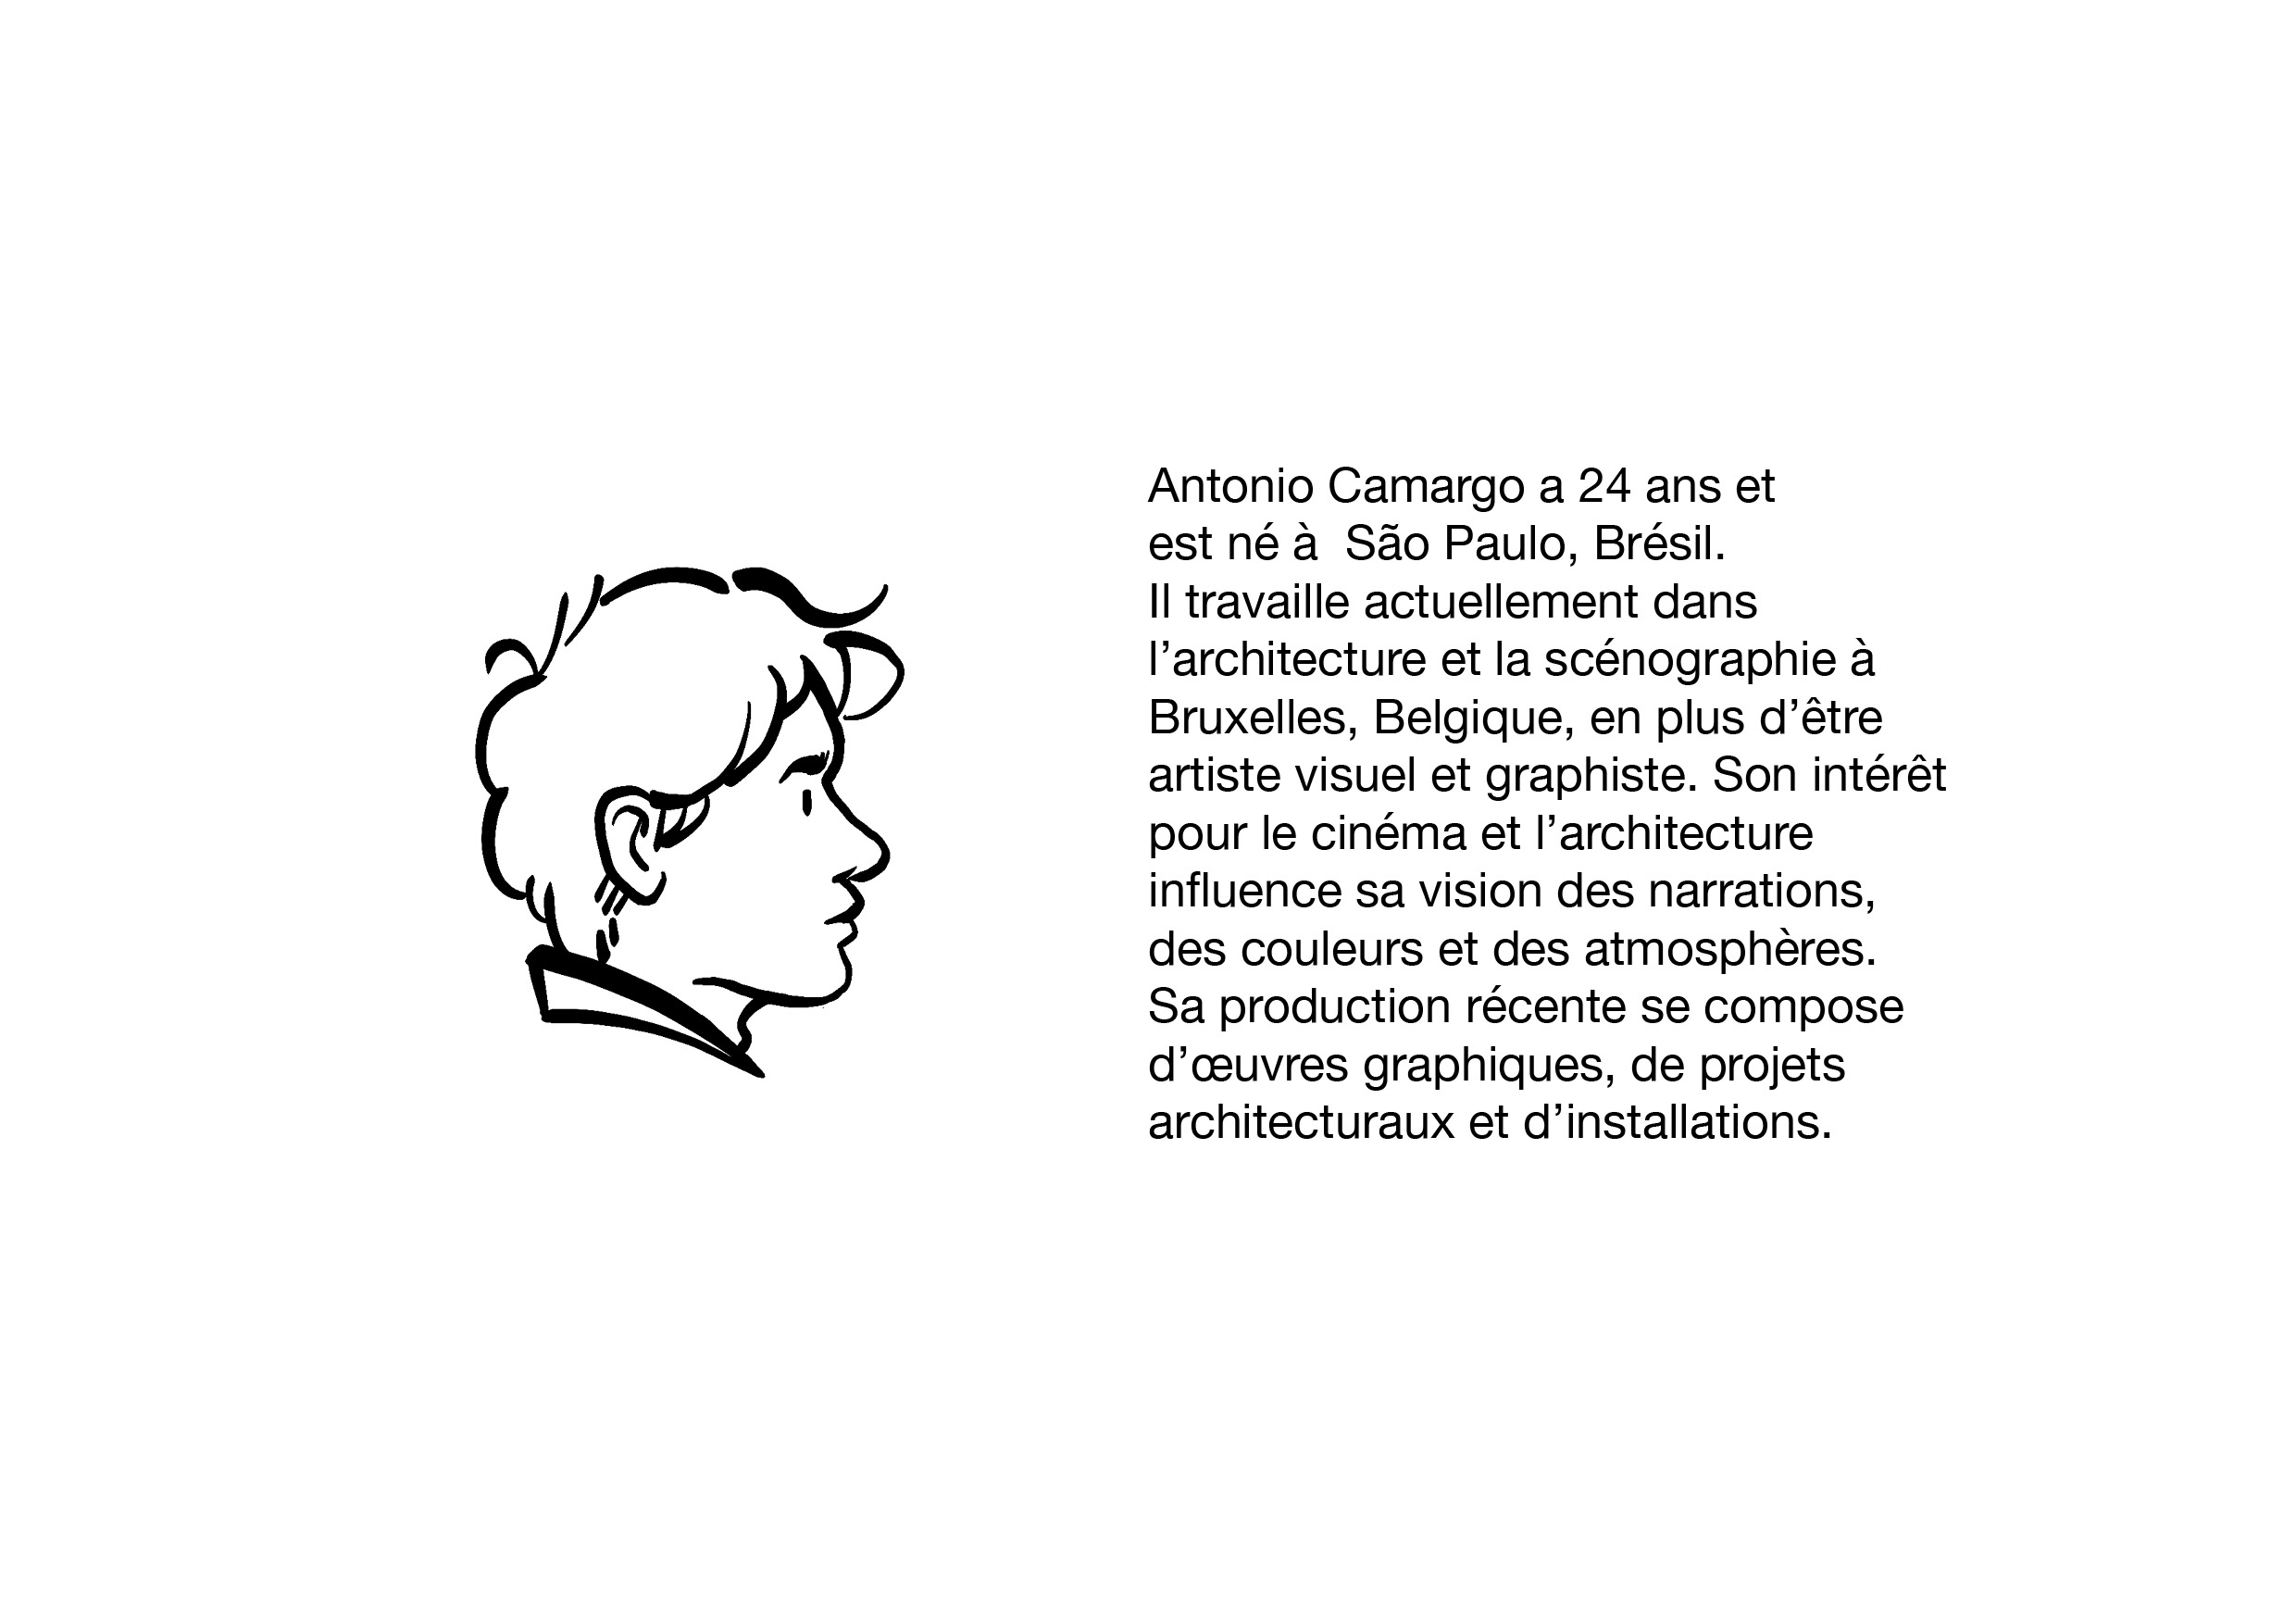 Antonio Camargo a 24 ans et
est né à  São Paulo, Brésil.
Il travaille actuellement dans
l’architecture et la scénographie à
Bruxelles, Belgique, en plus d’être
artiste visuel et graphiste. Son intérêt
pour le cinéma et l’architecture
influence sa vision des narrations,
des couleurs et des atmosphères.
Sa production récente se compose
d’œuvres graphiques, de projets
architecturaux et d’installations.